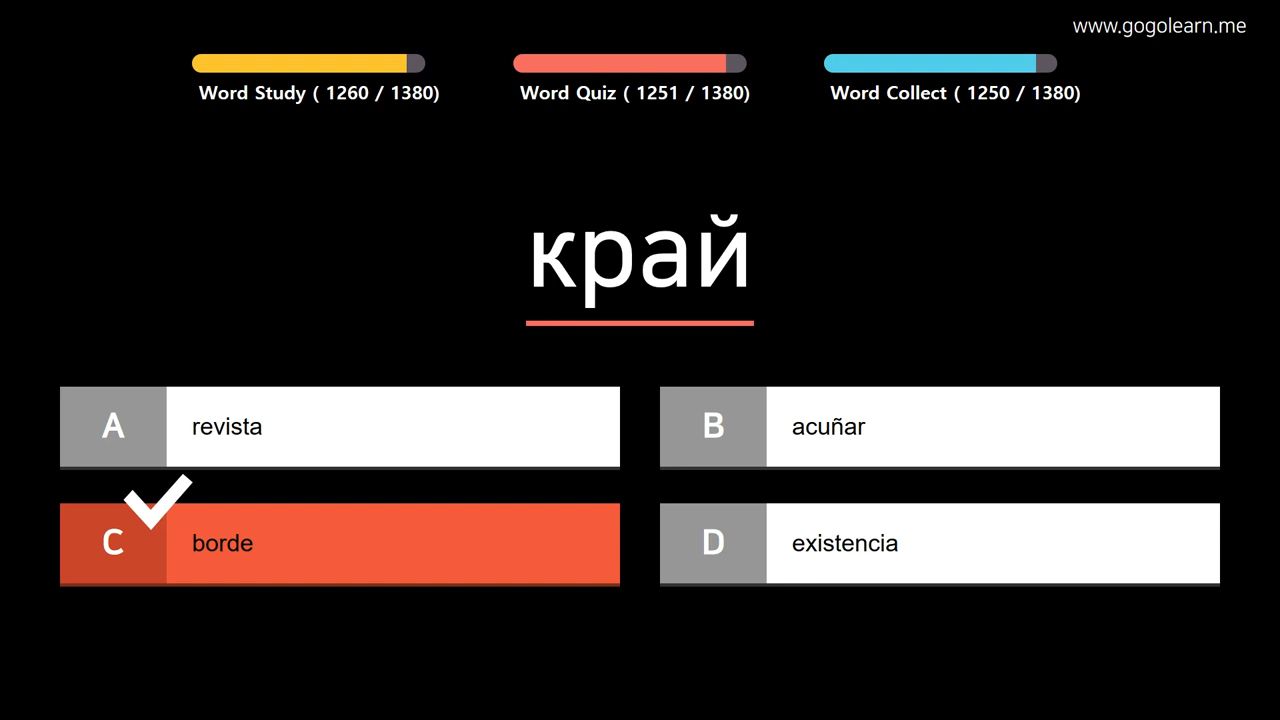 www.gogolearn.me
Word Study ( 1260 / 1380)
Word Quiz ( 1251 / 1380)
Word Collect ( 1250 / 1380)
край
A revista
B acuñar
C borde
D existencia